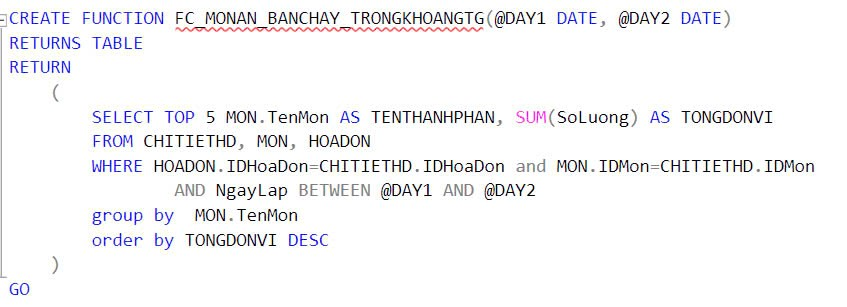 CREATE FUNCTION FC_MONAN_BANCHAY_TRONGKHOANGTG(@DAY1 DATE, @DAY2 DATE)
RETURNS TABLE
RETURN
(
SELECT TOP 5 MON.TenMon AS TENTHANHPHAN, SUM(SoLuong) AS TONGDONVI
FROM CHITIETHD, MON, HOADON
WHERE HOADON.IDHoaDon=CHITIETHD.IDHoaDon and MON.IDMon=CHITIETHD.IDMon
AND NgayLap BETWEEN @DAY1 AND @DAY2
group by  MON.TenMon
order by TONGDONVI DESC
)
GO